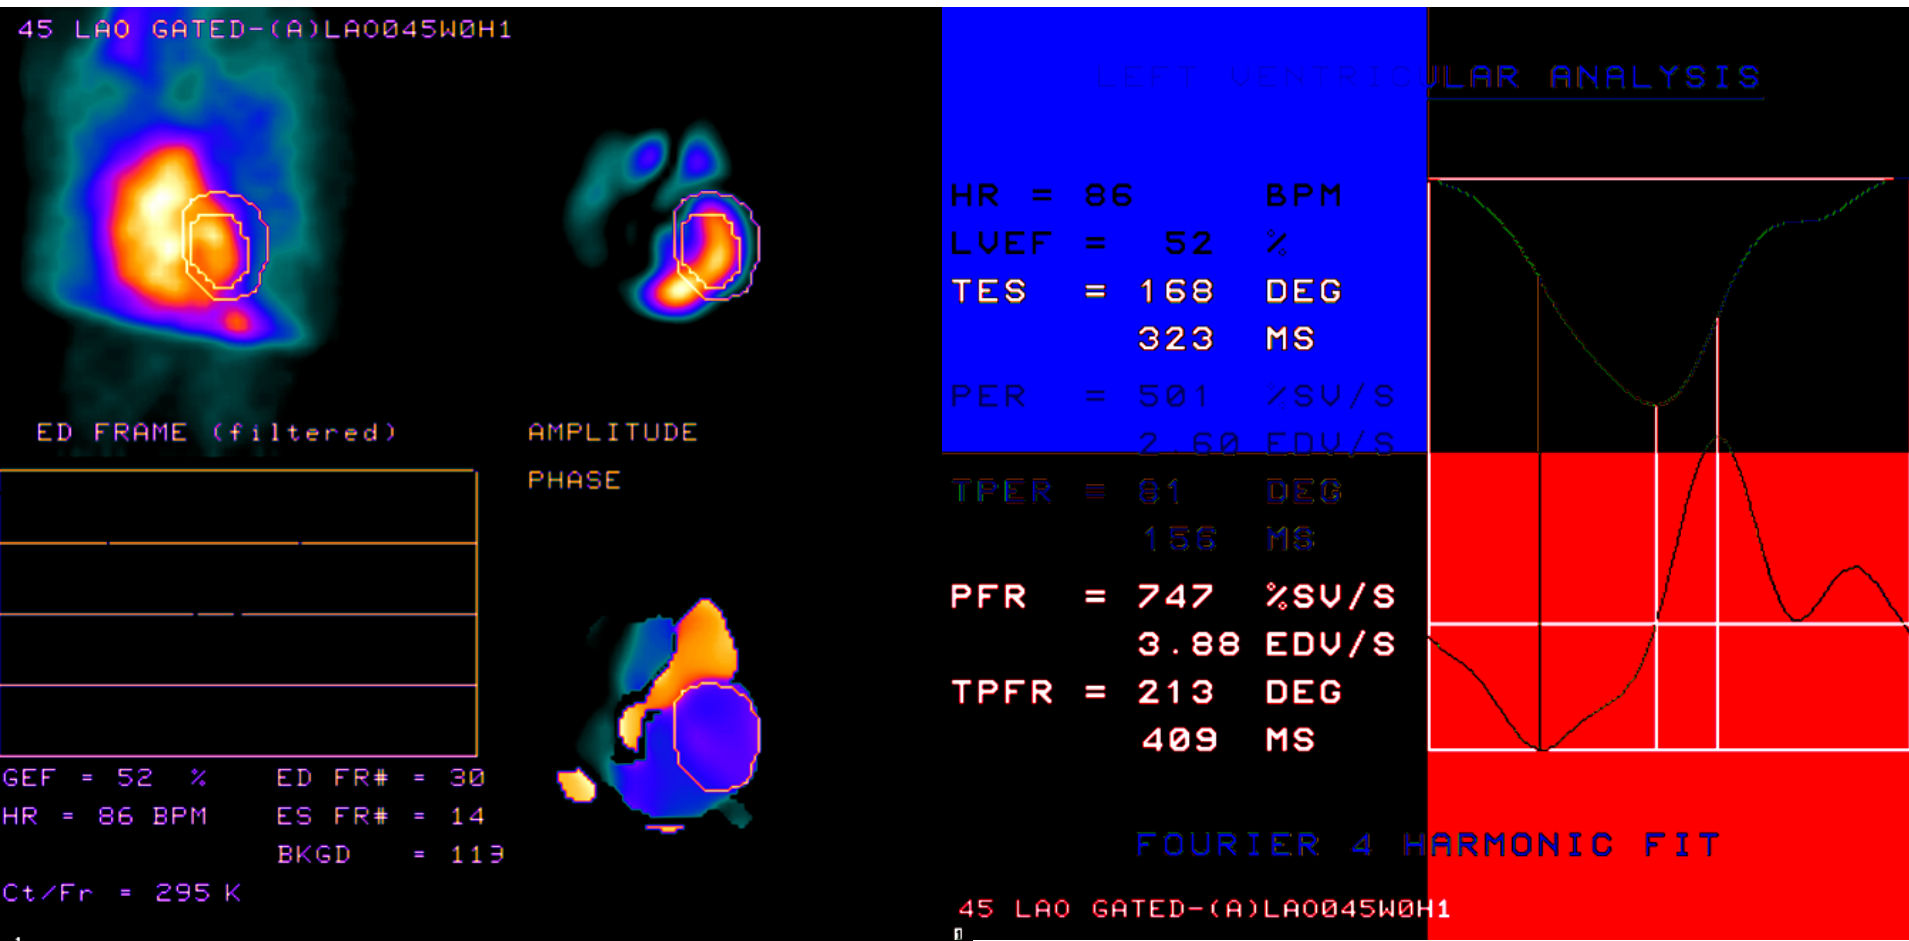 45 LAO GATED-(A)LAO045W0H1
ED FRAME (filtered)
AMPLITUDE
PHASE
GEF = 52 % ED FR# = 30
HR = 86 BPM ES FR# = 14
BKGD = 113
Ct/Fr = 295 K
LEFT VENTRICULAR ANALYSIS
HR = 86 BPM
LVEF = 52 %
TES = 168 DEG
323 MS
PER = 501 %SV/S
2.60 EDV/S
TPER = 81 DEG
156 MS
PFR = 747 %SV/S
3.88 EDV/S
TPFR = 213 DEG
409 MS
FOURIER 4 HARMONIC FIT
45 LAO GATED-(A)LAO045W0H1